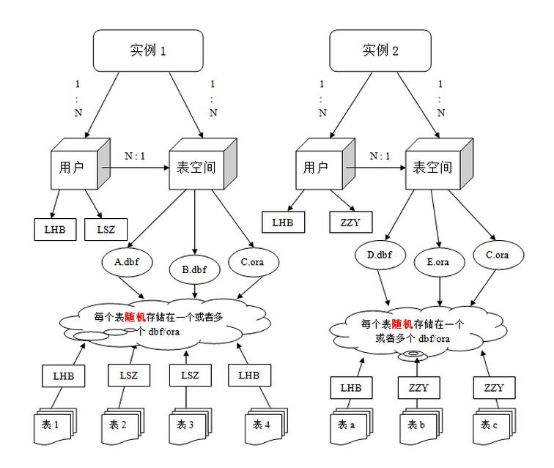 实例 1
实例 2
1
:
N
1
:
N
1
:
N
1
:
N
用户
N : 1
表空间
用户
N : 1
表空间
LHB
LSZ
LHB
ZZY
A.dbf
B.dbf
C.ora
D.dbf
E.ora
C.ora
每个表随机存储在一个或者多
个 dbf/ora
每个表随机存储在一个
或者多个 dbf/ora
LHB
LSZ
LSZ
LHB
LHB
ZZY
ZZY
表 1
表 2
表 3
表 4
表 a
表 b
表 c